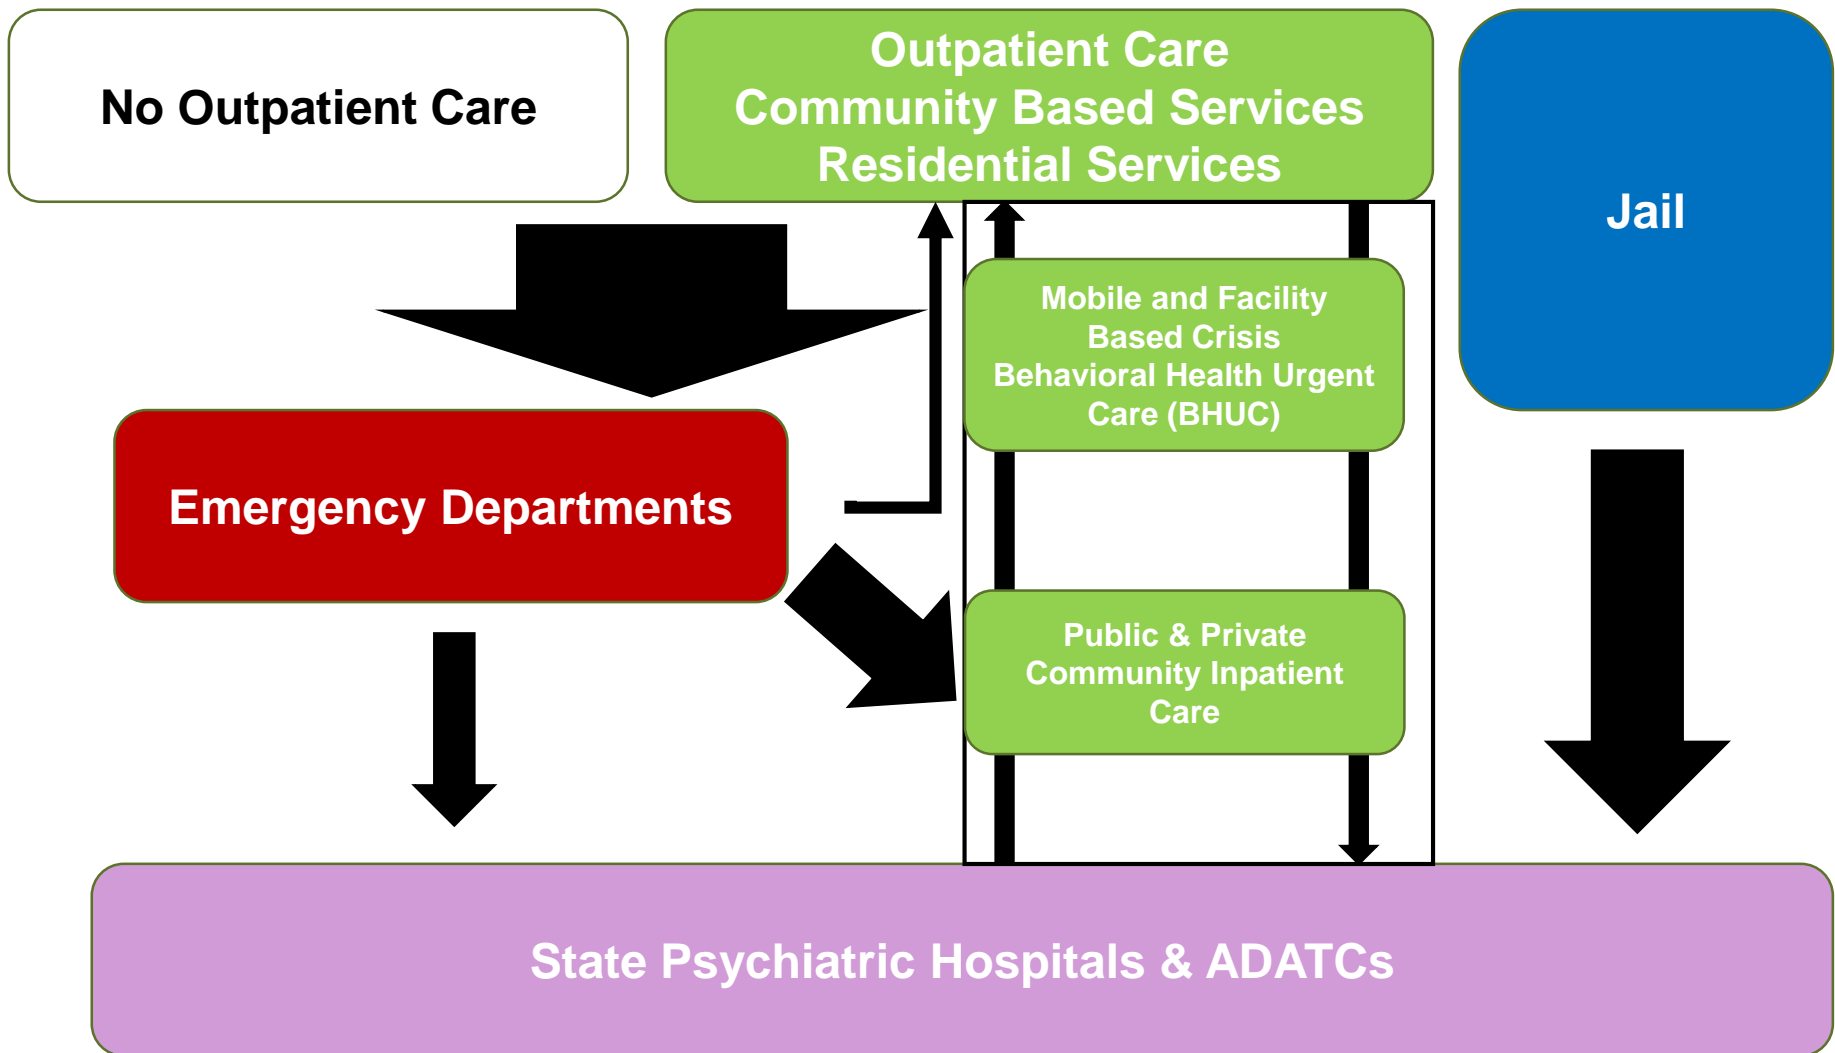 No Outpatient Care
Outpatient Care
Community Based Services
Residential Services
Jail
Mobile and Facility
Based Crisis
Behavioral Health Urgent
Care (BHUC)
Emergency Departments
Public & Private
Community Inpatient
Care
State Psychiatric Hospitals & ADATCs